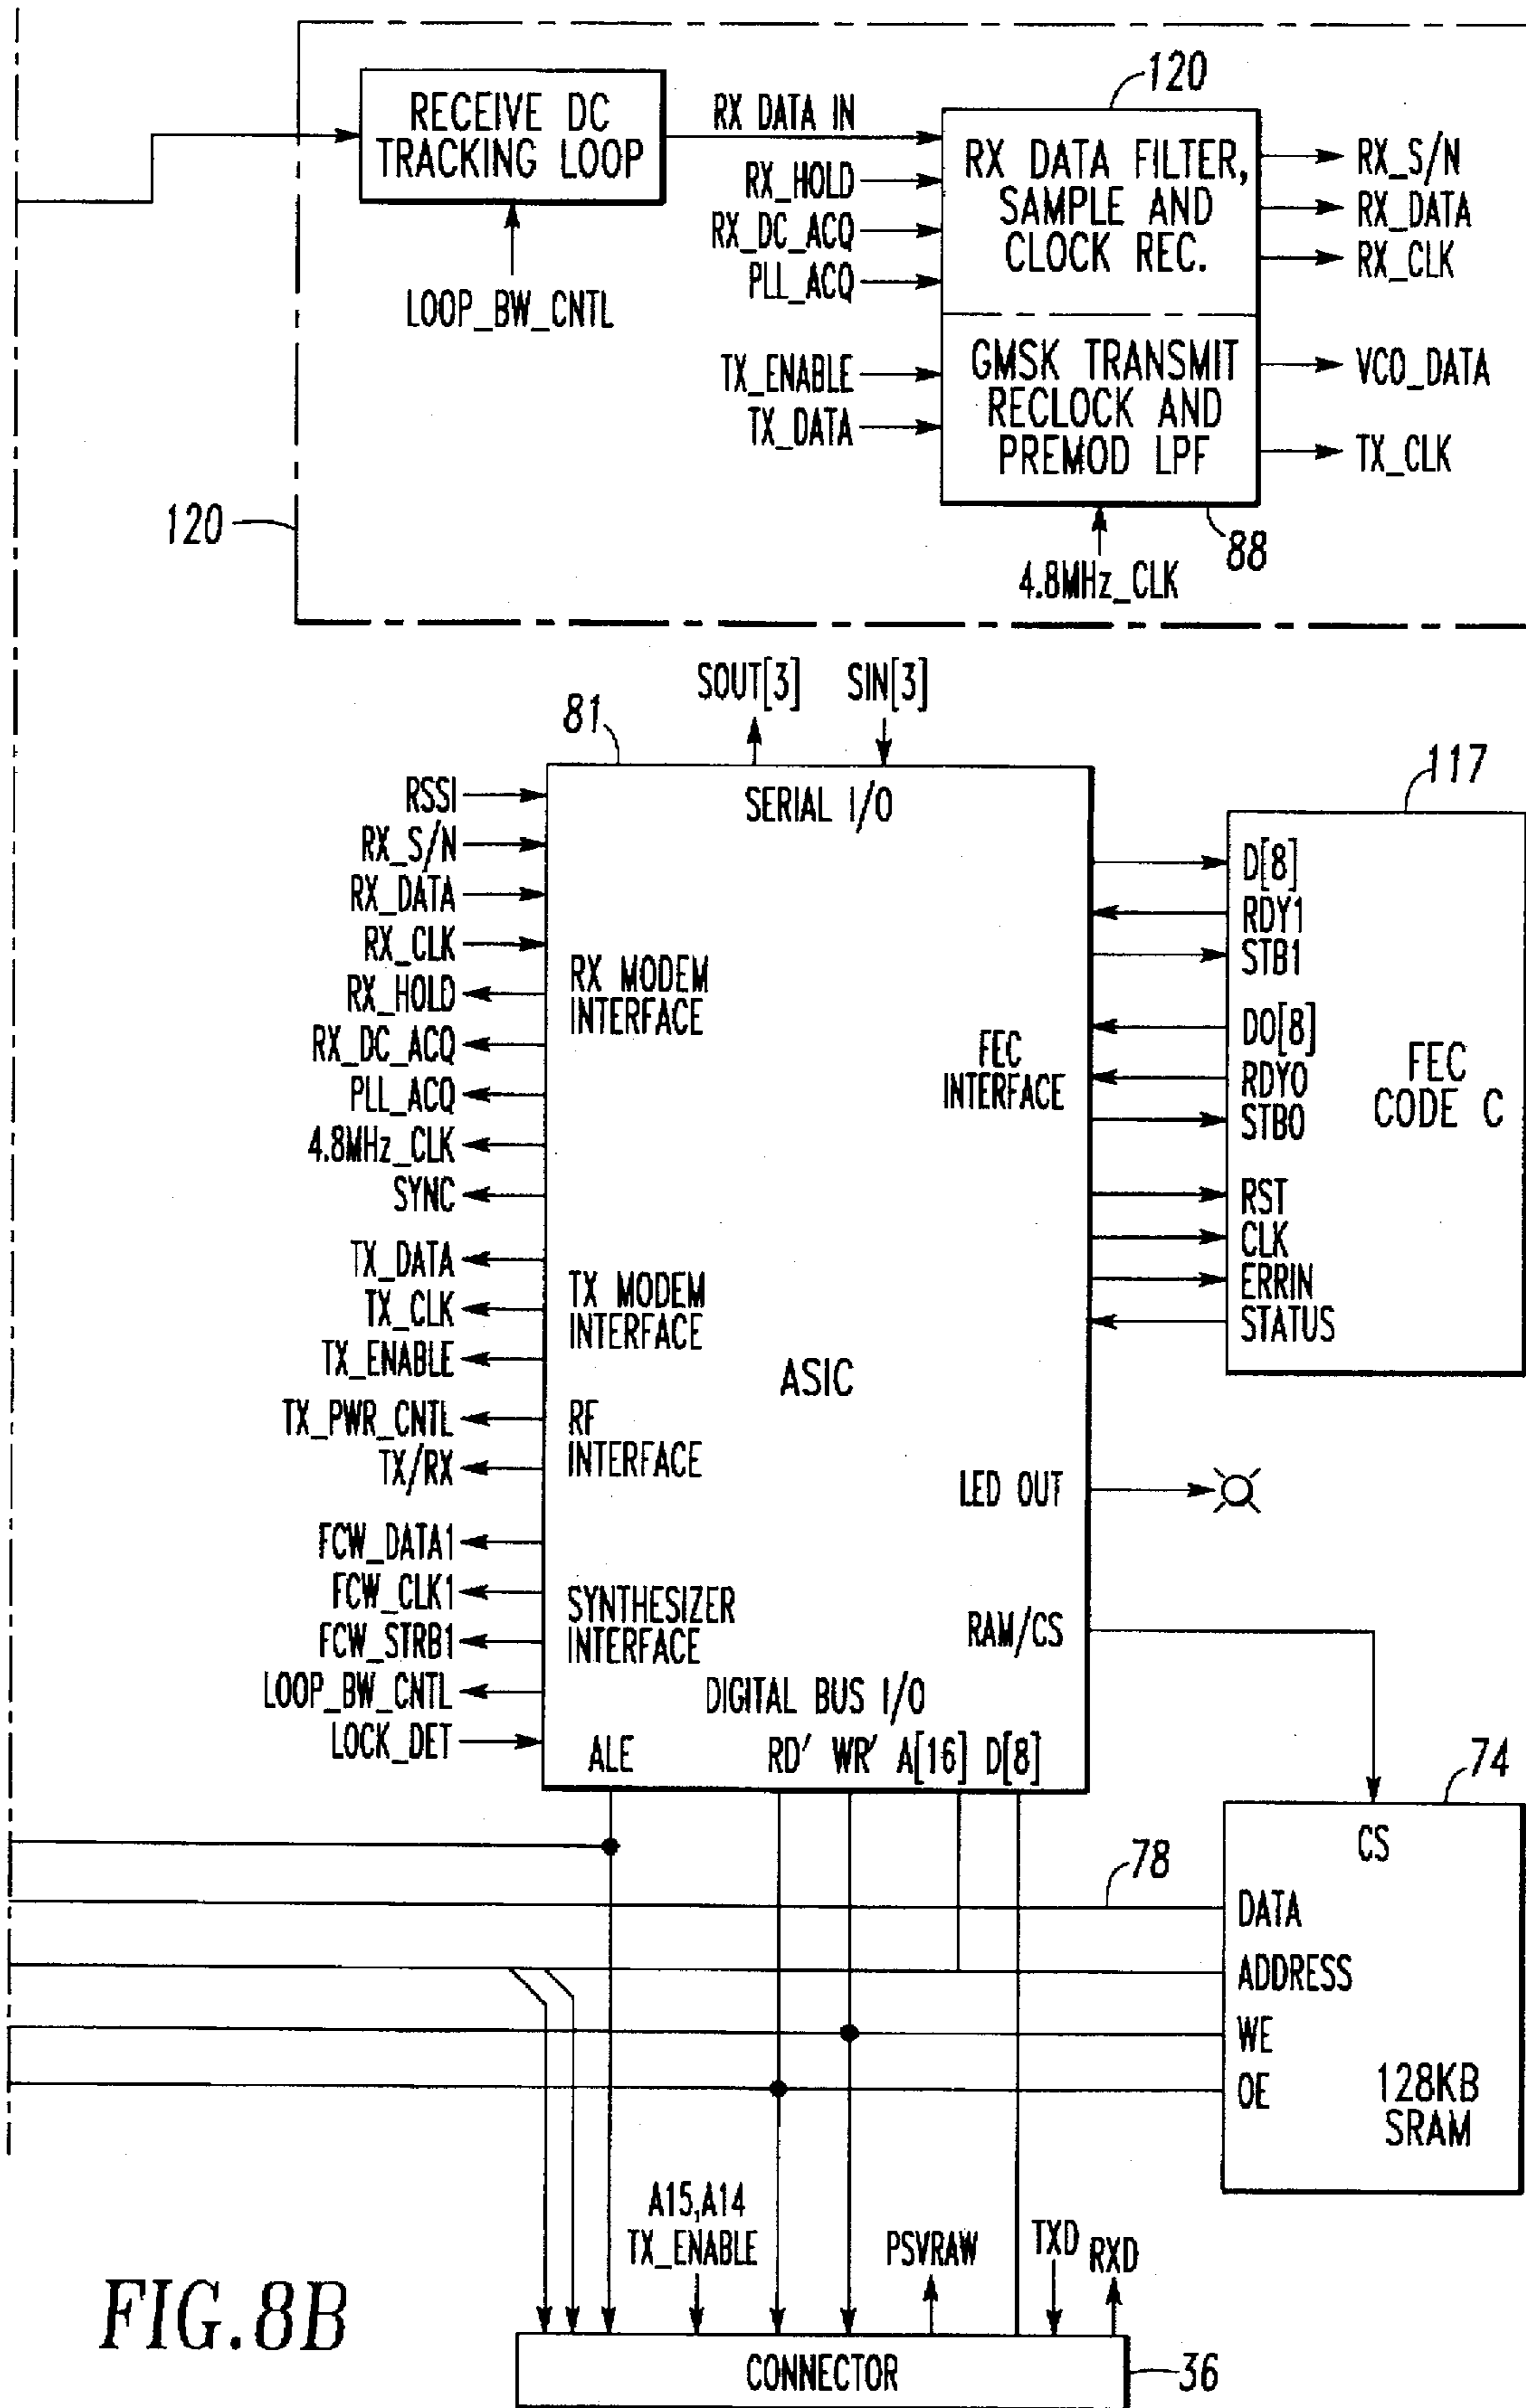 120
RECEIVE DC
TRACKING LOOP
RX DATA IN
RX_HOLD
RX_DC_ACQ
PLL_ACQ
LOOP_BW_CNTL
RX DATA FILTER,
SAMPLE AND
CLOCK REC.
RX_S/N
RX_DATA
RX_CLK
TX_ENABLE
TX_DATA
GMSK TRANSMIT
RECLOCK AND
PREMOD LPF
VCO_DATA
TX_CLK
120
88
4.8MHz_CLK
SOUT[3]
SIN[3]
81
117
SERIAL I/O
RSSI
RX_S/N
RX_DATA
RX_CLK
RX_HOLD
RX_DC_ACQ
PLL_ACQ
4.8MHz_CLK
SYNC
RX MODEM
INTERFACE
FEC
INTERFACE
D[8]
RDY1
STB1
DO[8]
RDYO
STBO
RST
CLK
ERRIN
STATUS
FEC
CODE C
TX_DATA
TX_CLK
TX_ENABLE
TX MODEM
INTERFACE
ASIC
TX_PWR_CNTL
TX/RX
RF
INTERFACE
LED OUT
FCW_DATA1
FCW_CLK1
FCW_STRB1
LOOP_BW_CNTL
LOCK_DET
SYNTHESIZER
INTERFACE
RAM/CS
DIGITAL BUS I/O
ALE
RD' WR' A[16] D[8]
74
CS
78
DATA
ADDRESS
WE
OE
128KB
SRAM
A15,A14
TX_ENABLE
PSVRAW
TXD
RXD
CONNECTOR
36
FIG.8B